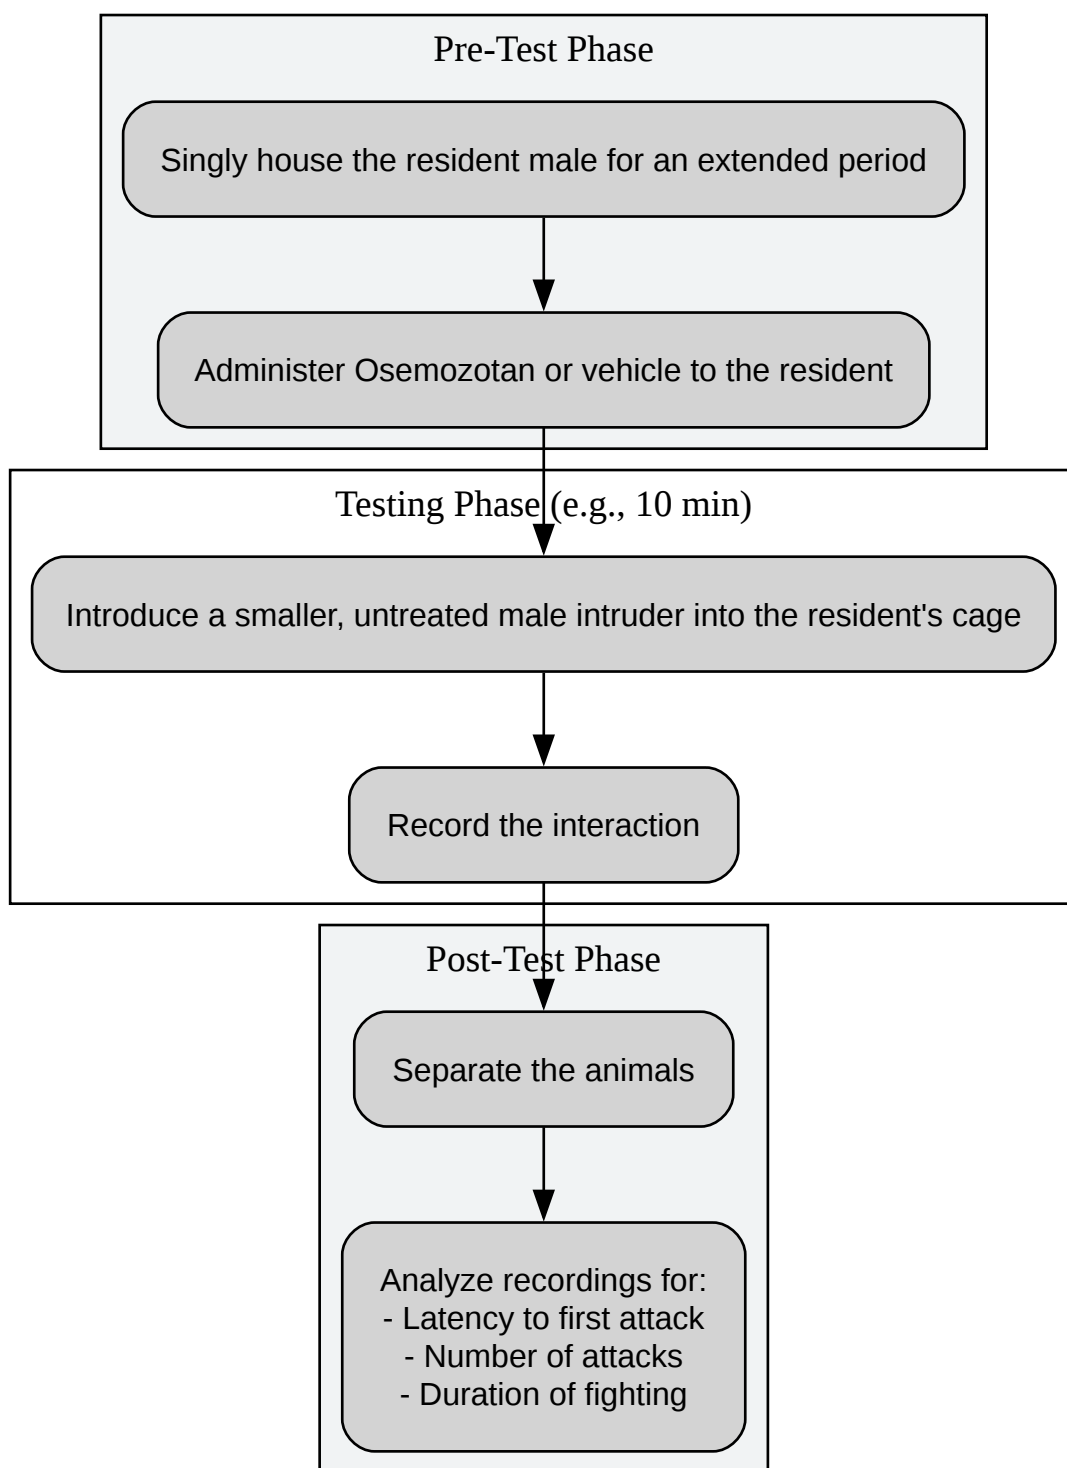 Pre-Test Phase
Singly house the resident male for an extended period
Administer Osemozotan or vehicle to the resident
Testing Phase (e.g., 10 min)
Introduce a smaller, untreated male intruder into the resident's cage
Record the interaction
Post-Test Phase
Separate the animals
Analyze recordings for:
- Latency to first attack
- Number of attacks
- Duration of fighting